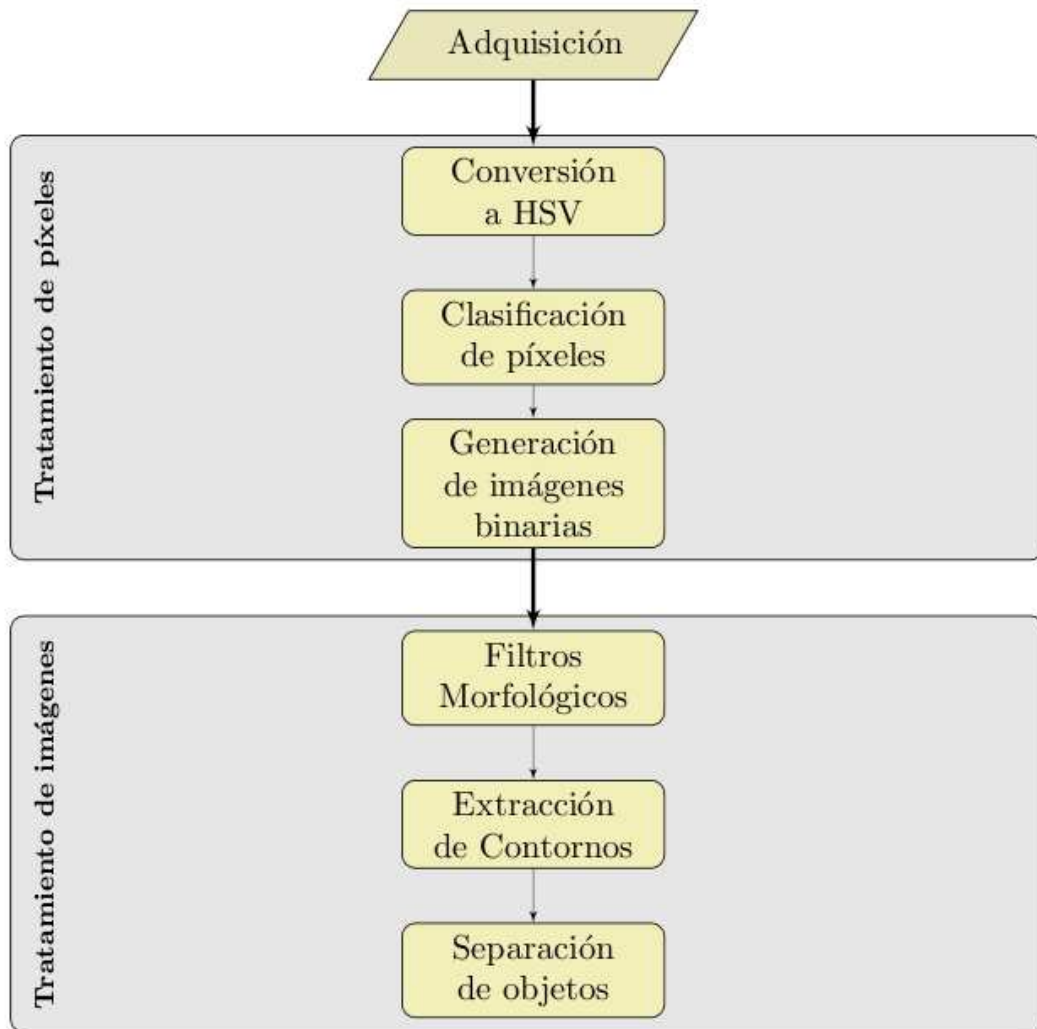 Adquisición
Tratamiento de píxeles
Conversión
a HSV
Clasificación
de píxeles
Generación
de imágenes
binarias
Tratamiento de imágenes
Filtros
Morfológicos
Extracción
de Contornos
Separación
de objetos